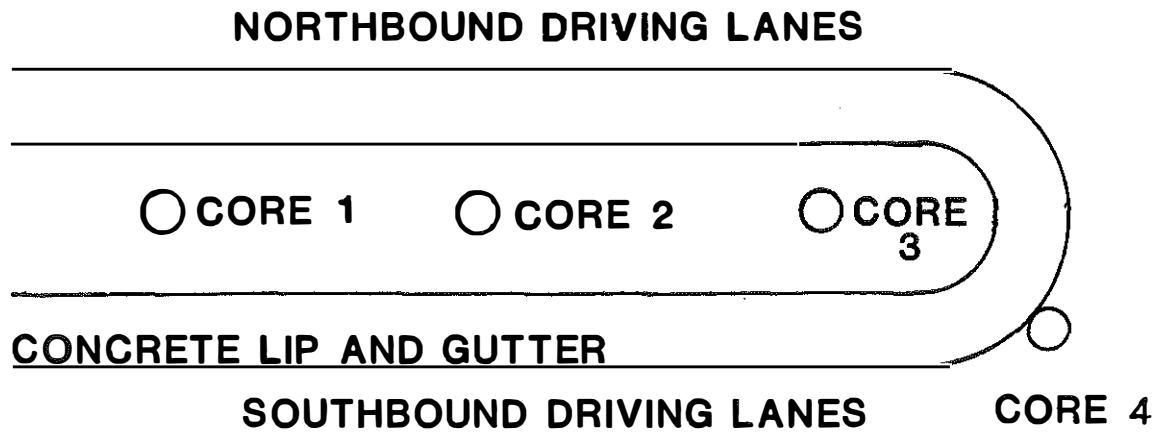 NORTHBOUND DRIVING LANES
CORE 1
CORE 2
CORE
3
CONCRETE LIP AND GUTTER
SOUTHBOUND DRIVING LANES
CORE 4